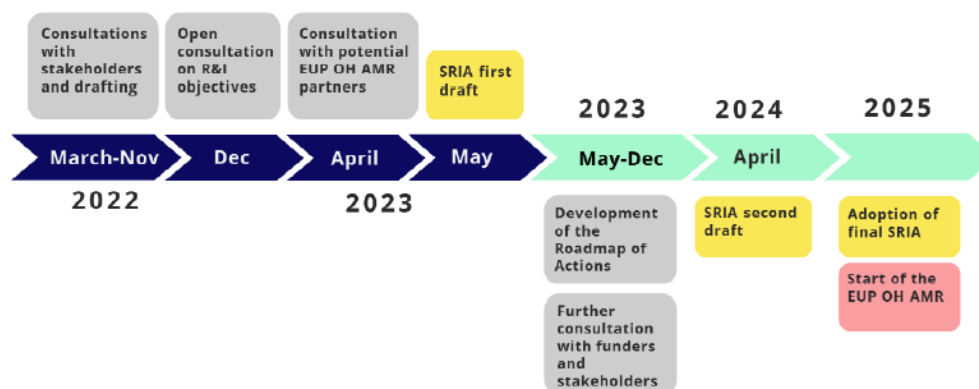 Consultations
with
stakeholders
and drafting
Open
consultation
on R&I
objectives
Consultation
with potential
EUP OH AMR
partners
SRIA first
draft
2023
2024
2025
March-Nov
Dec
April
May
May-Dec
April
2022
2023
Development
of the
Roadmap of
Actions
SRIA second
draft
Adoption of
final SRIA
Start of the
EUP OH AMR
Further
consultation
with funders
and
stakeholders